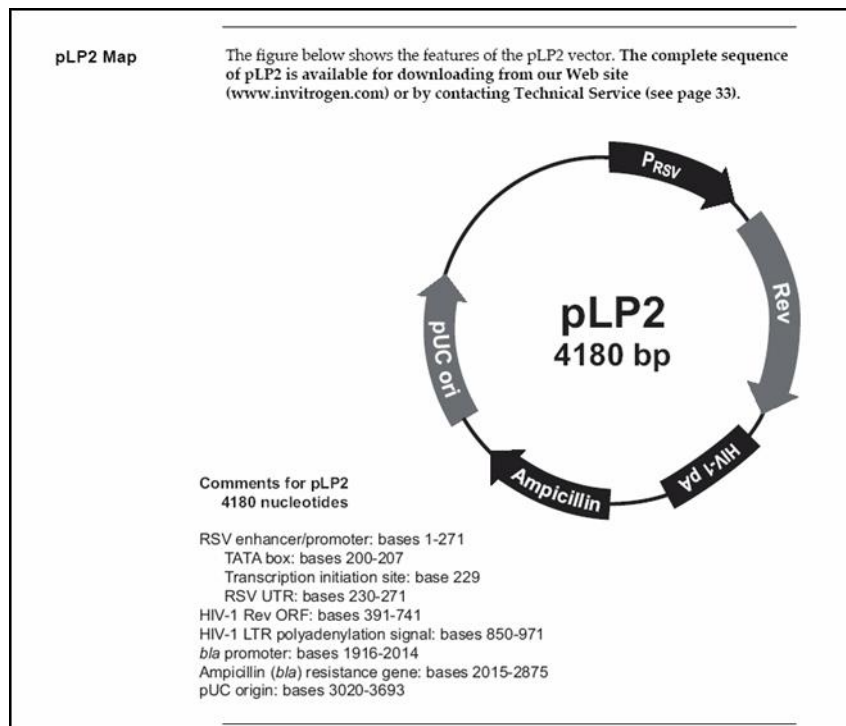 pLP2 Map
The figure below shows the features of the pLP2 vector. The complete sequence
of pLP2 is available for downloading from our Web site
(www.invitrogen.com) or by contacting Technical Service (see page 33).
PRSV
Rev
pLP2
4180 bp
pUC ori
HIV-1 pA
Ampicillin
Comments for pLP2
4180 nucleotides
RSV enhancer/promoter: bases 1-271
TATA box: bases 200-207
Transcription initiation site: base 229
RSV UTR: bases 230-271
HIV-1 Rev ORF: bases 391-741
HIV-1 LTR polyadenylation signal: bases 850-971
bla promoter: bases 1916-2014
Ampicillin (bla) resistance gene: bases 2015-2875
pUC origin: bases 3020-3693